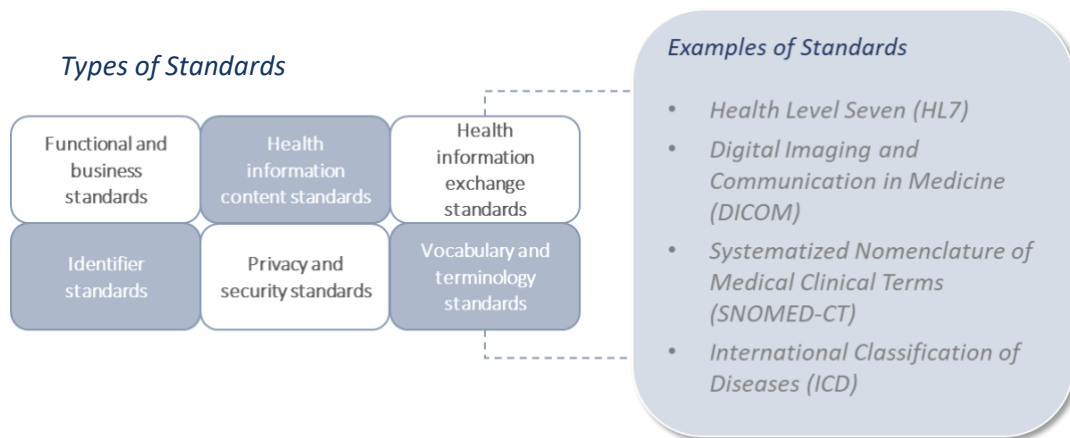 Types of Standards
Functional and
business
standards
Health
information
content standards
Health
information
exchange
standards
Identifier
standards
Privacy and
security standards
Vocabulary and
terminology
standards
Examples of Standards
• Health Level Seven (HL7)
• Digital Imaging and
Communication in Medicine
(DICOM)
• Systematized Nomenclature of
Medical Clinical Terms
(SNOMED-CT)
• International Classification of
Diseases (ICD)